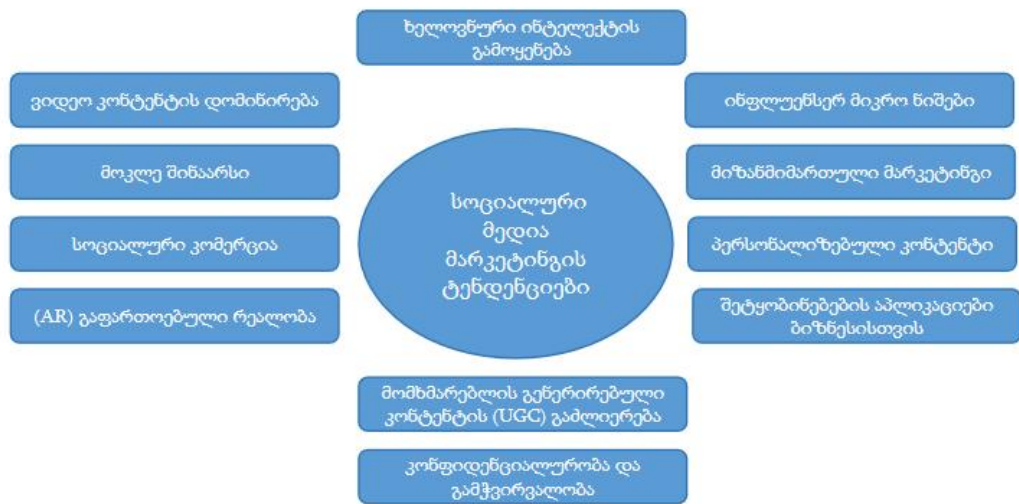 ხელოვნური ინტელექტის
გამოყენება
ვიდეო კონტენტის დომინირება
მოკლე შინაარსი
სოციალური კომერცია
(AR) გაფართოებული რეალობა
სოციალური
მედია
მარკეტინგის
ტენდენციები
ინფლუენსერ მიკრო ნიშები
მიზანმიმართული მარკეტინგი
პერსონალიზებული კონტენტი
შეტყობინებების აპლიკაციები
ბიზნესისთვის
მომხმარებლის გენერირებული
კონტენტის (UGC) გაძლიერება
კონფიდენციალურობა და
გამჭვირვალობა